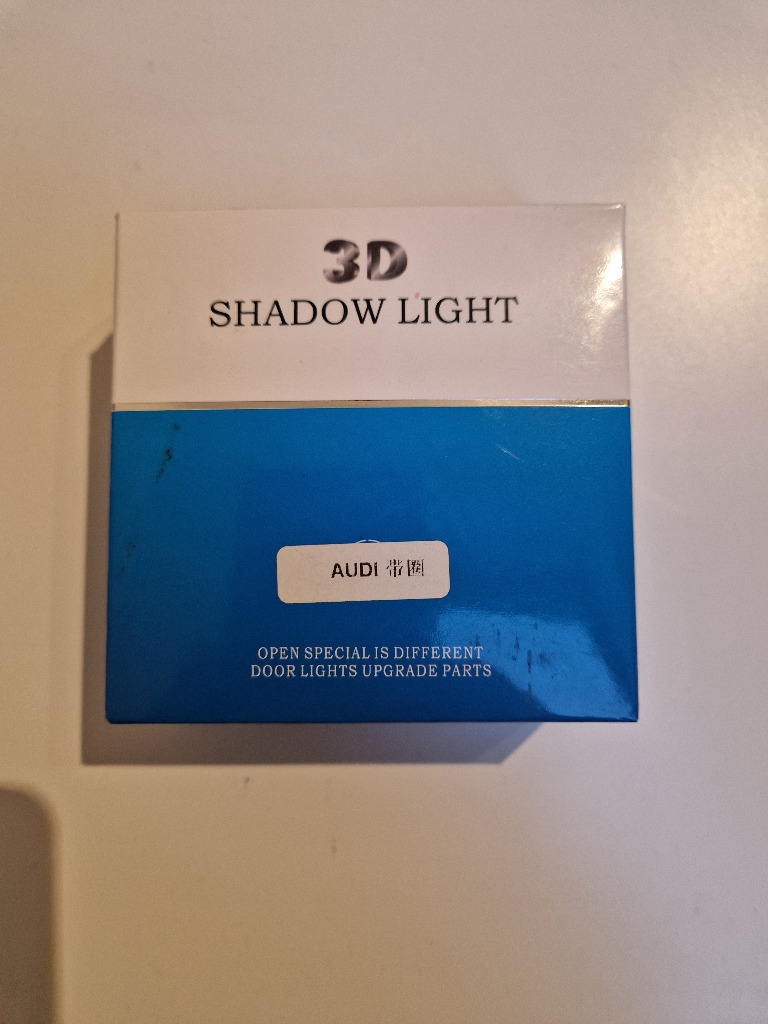 3D
SHADOW LIGHT
AUDI 带圈
OPEN SPECIAL IS DIFFERENT
DOOR LIGHTS UPGRADE PARTS